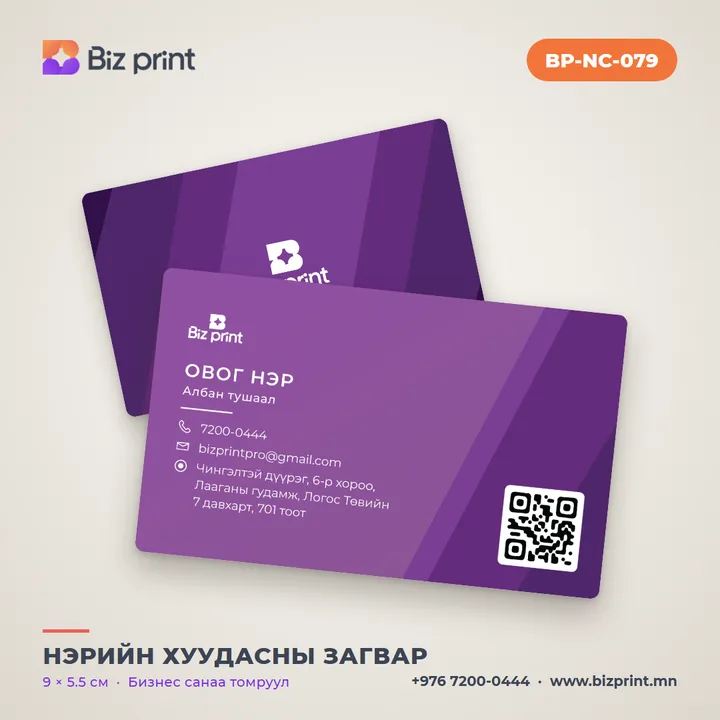 Biz print
BP-NC-079
Biz print
ОВОГ НЭР
Албан тушаал
7200-0444
bizprintpro@gmail.com
Чингэлтэй дүүрэг, 6-р хороо,
Лааганы гудамж, Логос Төвийн
7 давхарт, 701 тоот
НЭРИЙН ХУУДАСНЫ ЗАГВАР
9 × 5.5 см · Бизнес санаа томруул
+976 7200-0444 · www.bizprint.mn